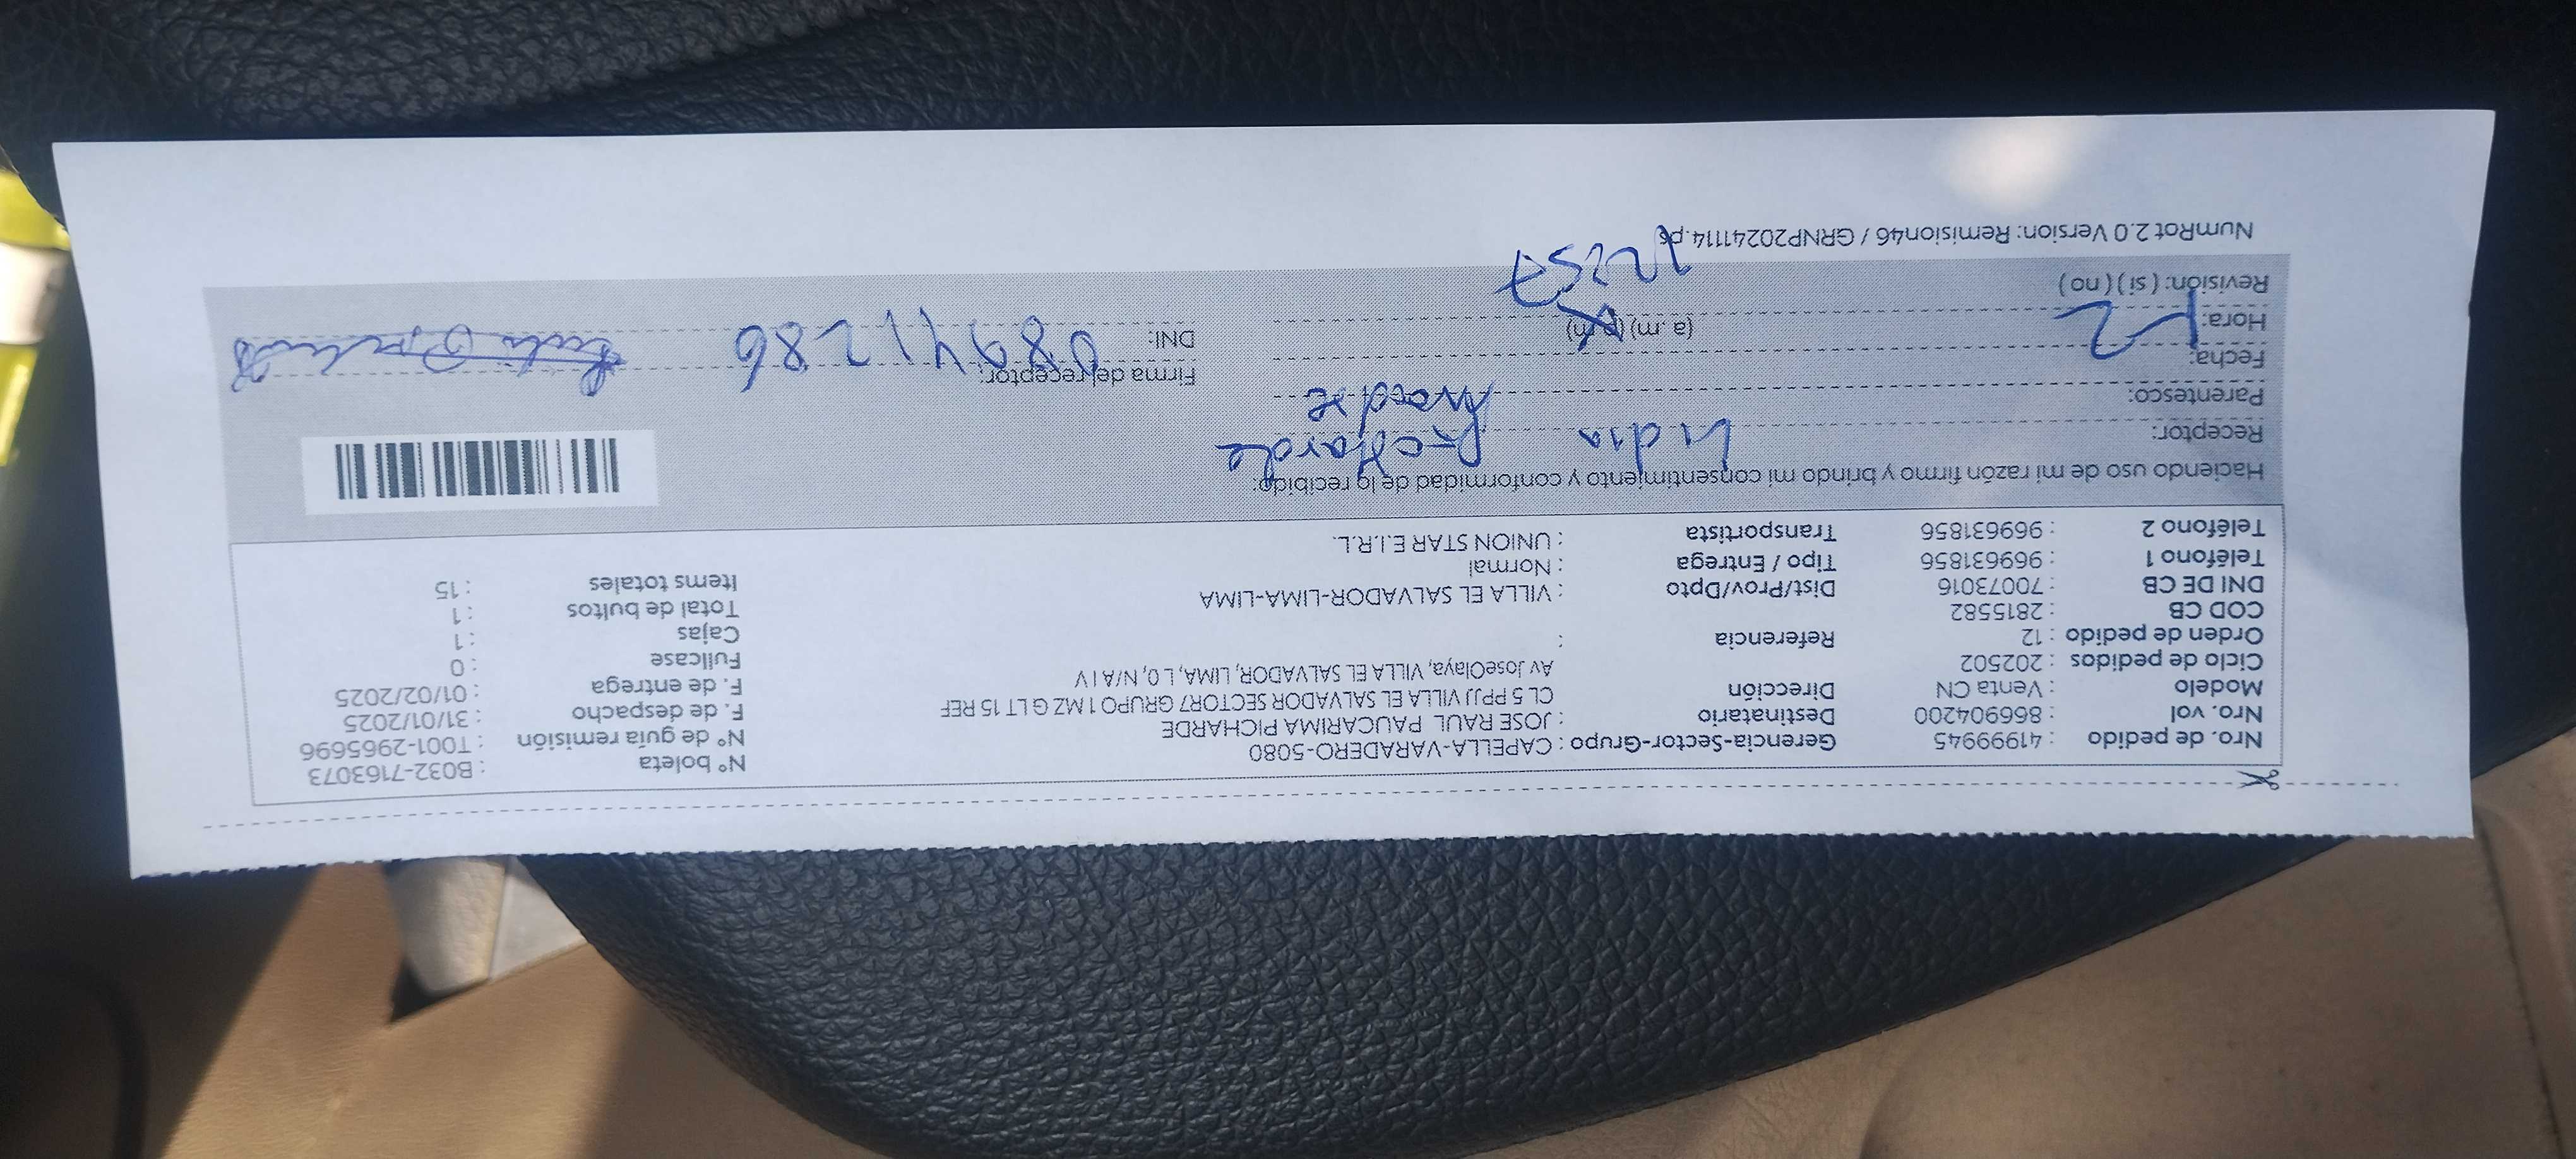 Nro. de pedido : 41999945 Gerencia-Sector-Grupo : CAPELLA-VARADERO-5080 N° boleta : B032-7163073
Nro. vol : 866904200 Destinatario : JOSE RAUL PAUCARIMA PICHARDE N° de guía remisión : T001-2965696
Modelo : Venta CN Dirección CL 5 PPJJ VILLA EL SALVADOR SECTOR7 GRUPO 1 MZ G LT 15 REF F. de despacho : 31/01/2025
Ciclo de pedidos : 202502 Av JoseOlaya, VILLA EL SALVADOR, LIMA, L 0, N/A I V F. de entrega : 01/02/2025
Orden de pedido : 12 Referencia : Fullcase : 0
COD CB : 2815582 Cajas : 1
DNI DE CB : 70073016 Dist/Prov/Dpto : VILLA EL SALVADOR-LIMA-LIMA Total de bultos : 1
Teléfono 1 : 969631856 Tipo / Entrega : Normal Items totales : 15
Teléfono 2 : 969631856 Transportista : UNION STAR E.I.R.L.
Haciendo uso de mi razón firmo y brindo mi consentimiento y conformidad de lo recibido:
Receptor: Lidia
Parentesco: Madre
Fecha: 1-2 Firma del receptor:
Hora: (a.m) (p.m) DNI: 08941286
Revisión: ( si ) ( no ) 12:57
NumRot 2.0 Version: Remision46 / GRNP20241114.ps